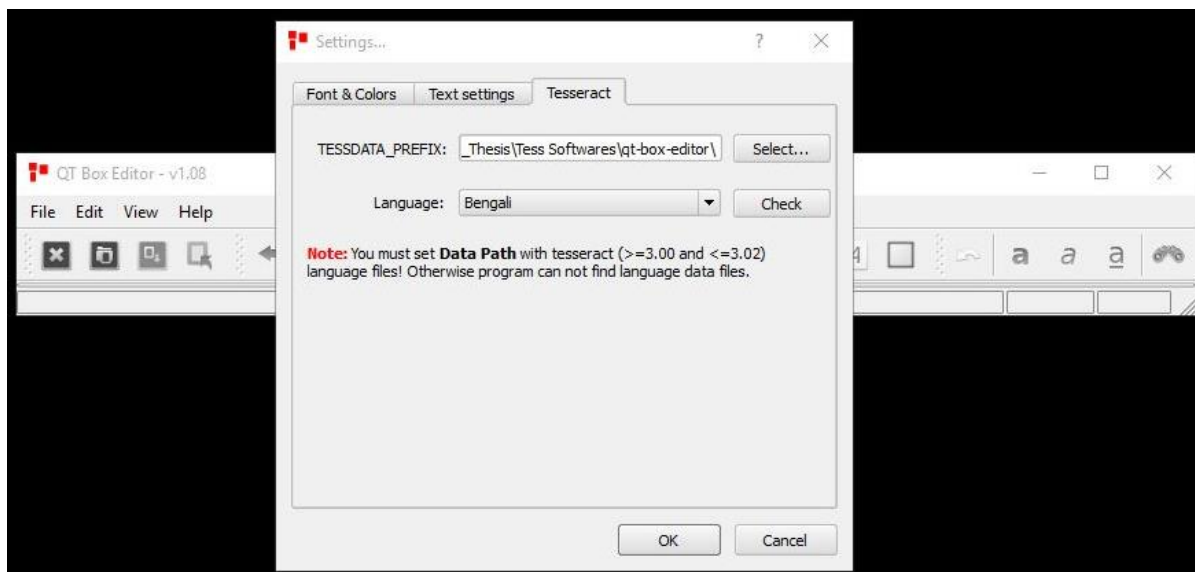 Settings...
?
Font & Colors Text settings Tesseract
TESSDATA_PREFIX: _Thesis\Tess Softwares\qt-box-editor\ Select...
QT Box Editor - v1.08
Language: Bengali Check
File Edit View Help
Note: You must set Data Path with tesseract (>=3.00 and <=3.02)
language files! Otherwise program can not find language data files.
a a a
OK Cancel